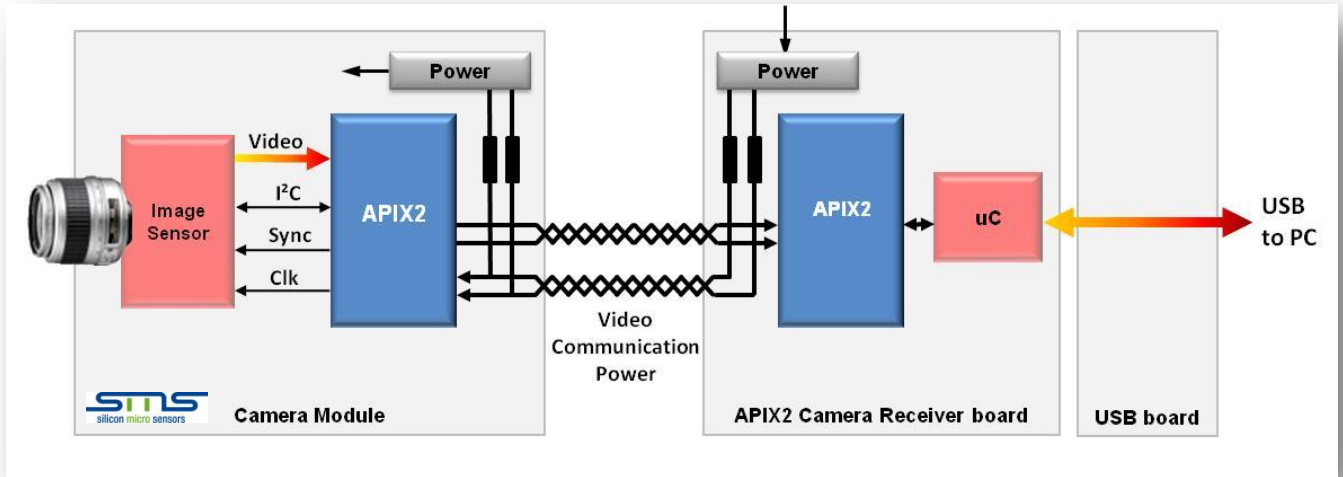 Power
Power
Video
I²C
Image
Sensor
APIX2
APIX2
uC
USB
to PC
Sync
Clk
Video
Communication
Power
sms
silicon micro sensors
Camera Module
APIX2 Camera Receiver board
USB board